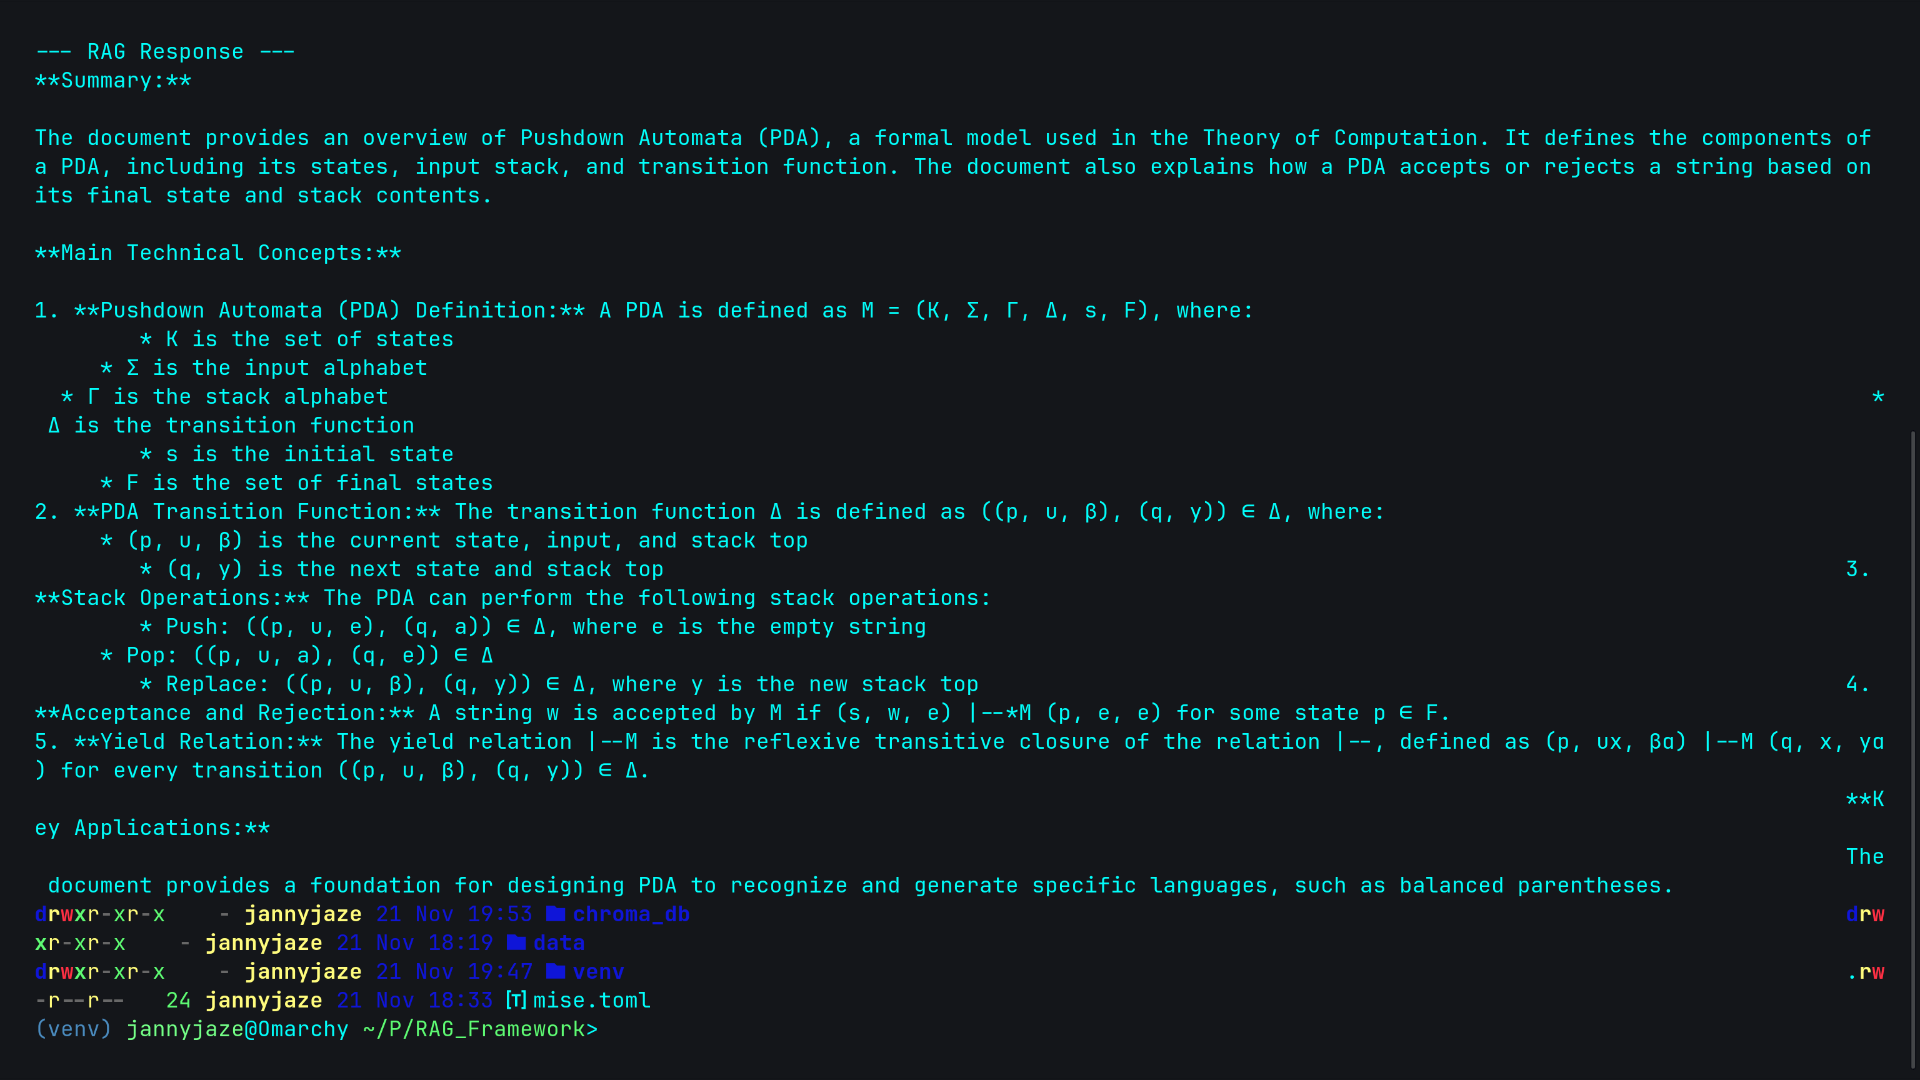 --- RAG Response ---
**Summary:**
The document provides an overview of Pushdown Automata (PDA), a formal model used in the Theory of Computation. It defines the components of
a PDA, including its states, input stack, and transition function. The document also explains how a PDA accepts or rejects a string based on
its final state and stack contents.
**Main Technical Concepts:**
1. **Pushdown Automata (PDA) Definition:** A PDA is defined as M = (K, Σ, Γ, Δ, s, F), where:
* K is the set of states
* Σ is the input alphabet
* Γ is the stack alphabet *
Δ is the transition function
* s is the initial state
* F is the set of final states
2. **PDA Transition Function:** The transition function Δ is defined as ((p, υ, β), (q, γ)) ∈ Δ, where:
* (p, υ, β) is the current state, input, and stack top
* (q, γ) is the next state and stack top 3.
**Stack Operations:** The PDA can perform the following stack operations:
* Push: ((p, υ, e), (q, a)) ∈ Δ, where e is the empty string
* Pop: ((p, υ, a), (q, e)) ∈ Δ
* Replace: ((p, υ, β), (q, γ)) ∈ Δ, where γ is the new stack top 4.
**Acceptance and Rejection:** A string w is accepted by M if (s, w, e) |--*M (p, e, e) for some state p ∈ F.
5. **Yield Relation:** The yield relation |--M is the reflexive transitive closure of the relation |--, defined as (p, υx, βα) |--M (q, x, γα
) for every transition ((p, υ, β), (q, γ)) ∈ Δ.
**K
ey Applications:**
The
document provides a foundation for designing PDA to recognize and generate specific languages, such as balanced parentheses.
drwxr-xr-x - jannyjaze 21 Nov 19:53 chroma_db drw
xr-xr-x - jannyjaze 21 Nov 18:19 data
drwxr-xr-x - jannyjaze 21 Nov 19:47 venv .rw
-r--r-- 24 jannyjaze 21 Nov 18:33 [T] mise.toml
(venv) jannyjaze@Omarchy ~/P/RAG_Framework>